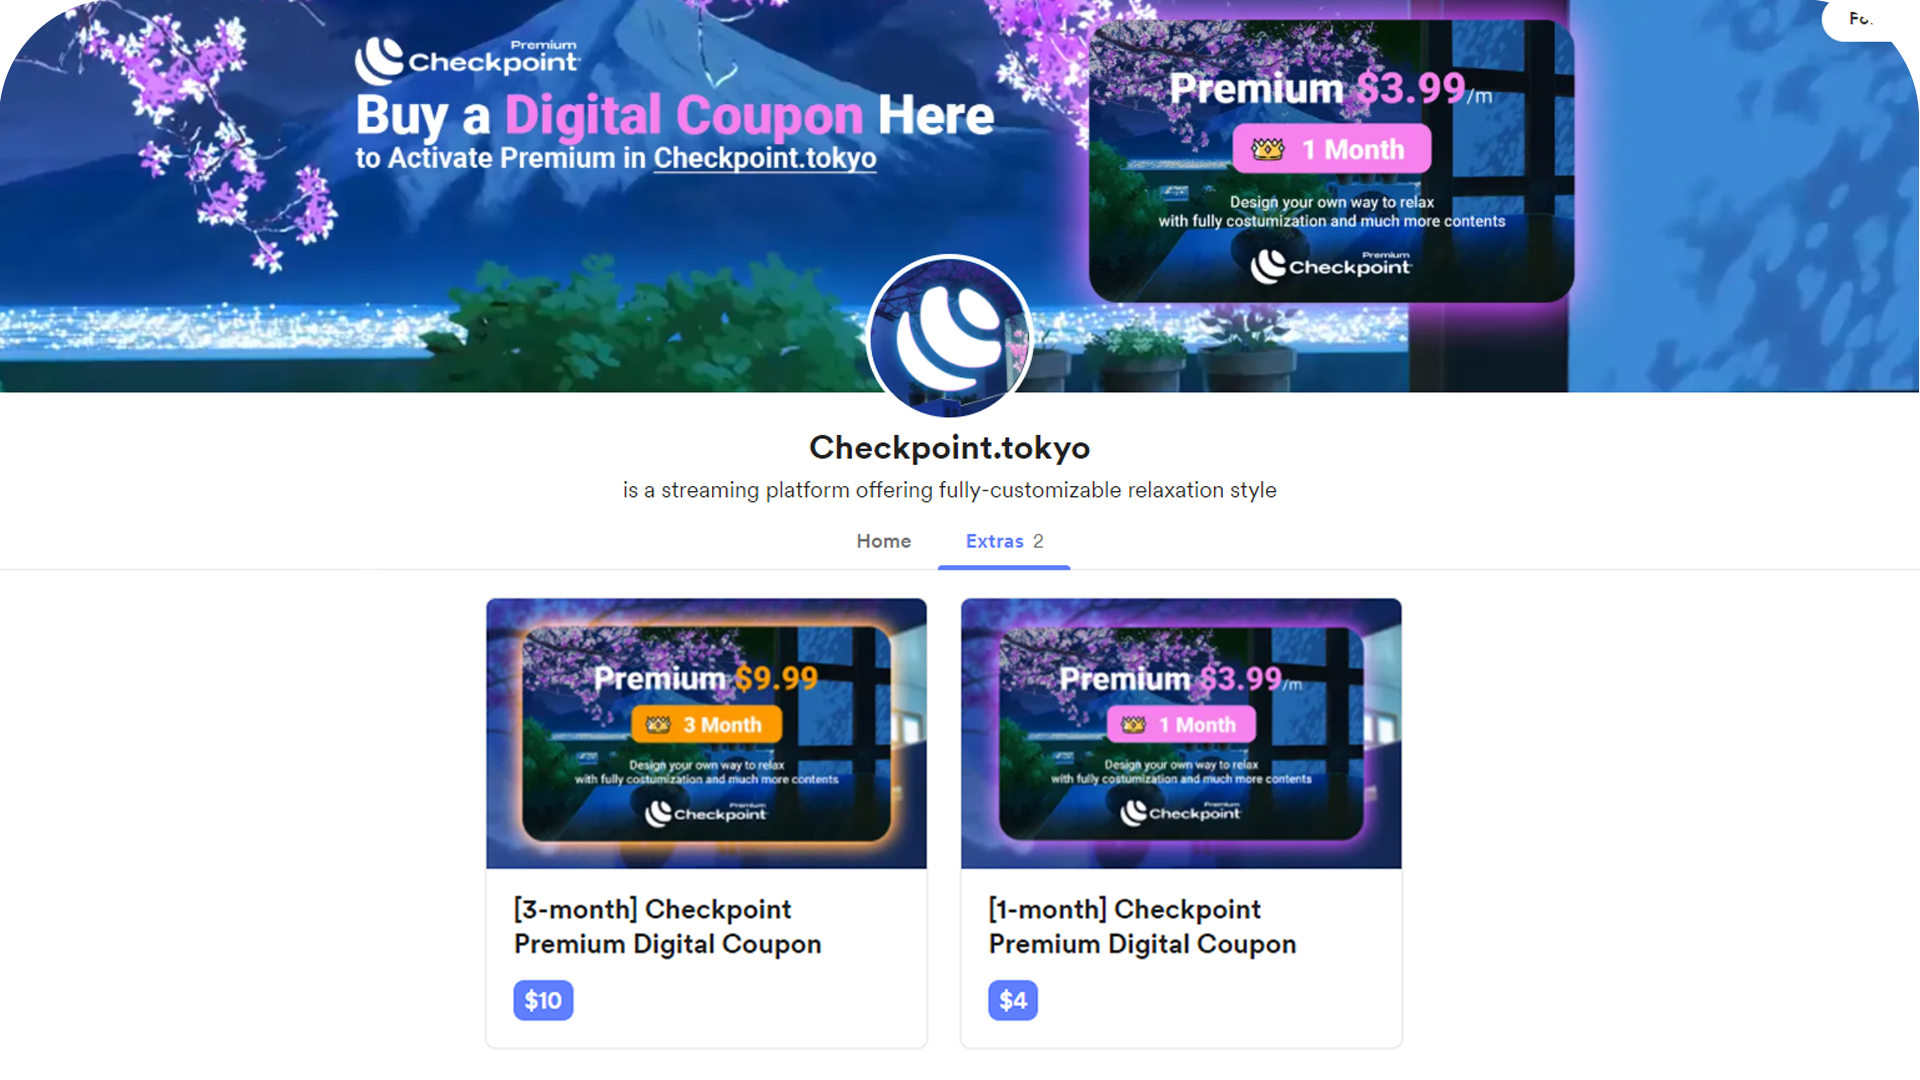 Premium
Checkpoint
Buy a Digital Coupon Here
to Activate Premium in Checkpoint.tokyo
Premium $3.99/m
1 Month
Design your own way to relax
with fully costumization and much more contents
Premium
Checkpoint
Checkpoint.tokyo
is a streaming platform offering fully-customizable relaxation style
Home
Extras 2
Premium $9.99
3 Month
Design your own way to relax
with fully costumization and much more contents
Premium
Checkpoint
[3-month] Checkpoint
Premium Digital Coupon
$10
Premium $3.99/m
1 Month
Design your own way to relax
with fully costumization and much more contents
Premium
Checkpoint
[1-month] Checkpoint
Premium Digital Coupon
$4